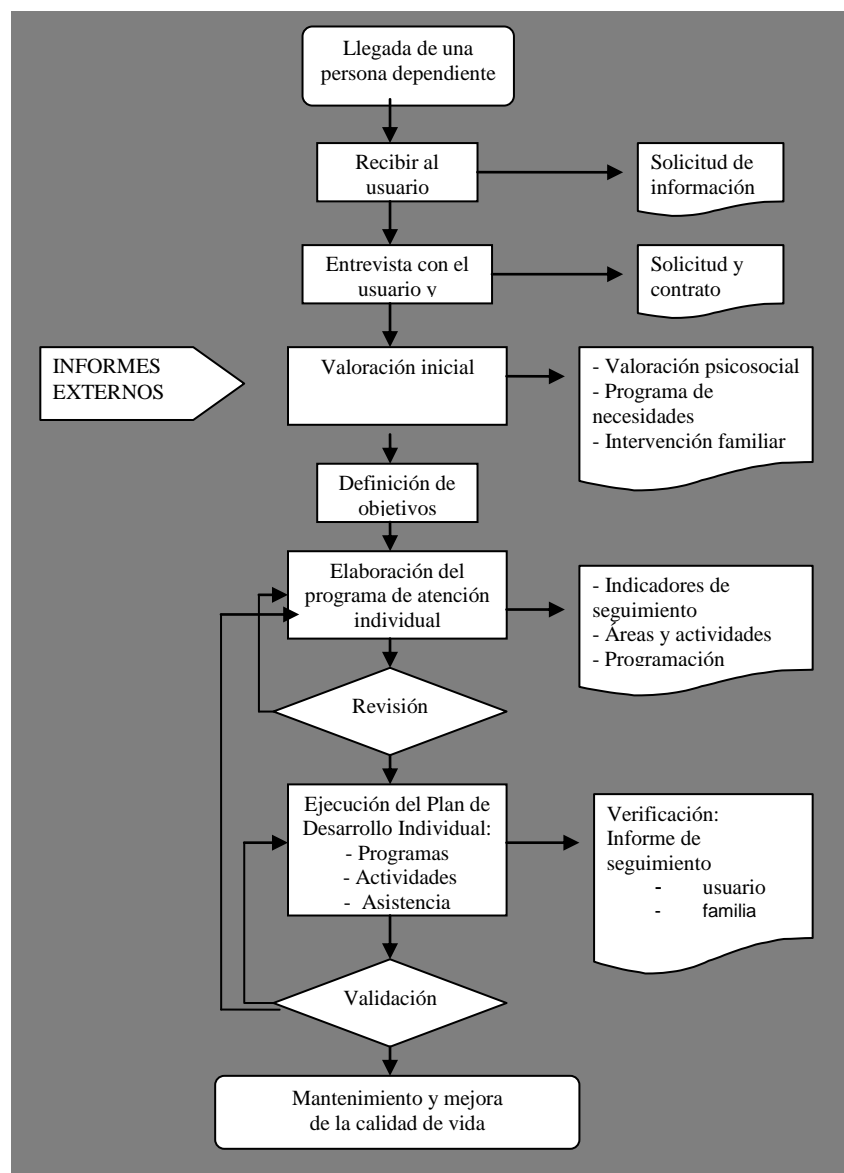 Llegada de una
persona dependiente
Recibir al
usuario
Solicitud de
información
Entrevista con el
usuario y
Solicitud y
contrato
INFORMES
EXTERNOS
Valoración inicial
- Valoración psicosocial
- Programa de
necesidades
- Intervención familiar
Definición de
objetivos
Elaboración del
programa de atención
individual
- Indicadores de
seguimiento
- Áreas y actividades
- Programación
Revisión
Ejecución del Plan de
Desarrollo Individual:
- Programas
- Actividades
- Asistencia
Verificación:
Informe de
seguimiento
- usuario
- familia
Validación
Mantenimiento y mejora
de la calidad de vida